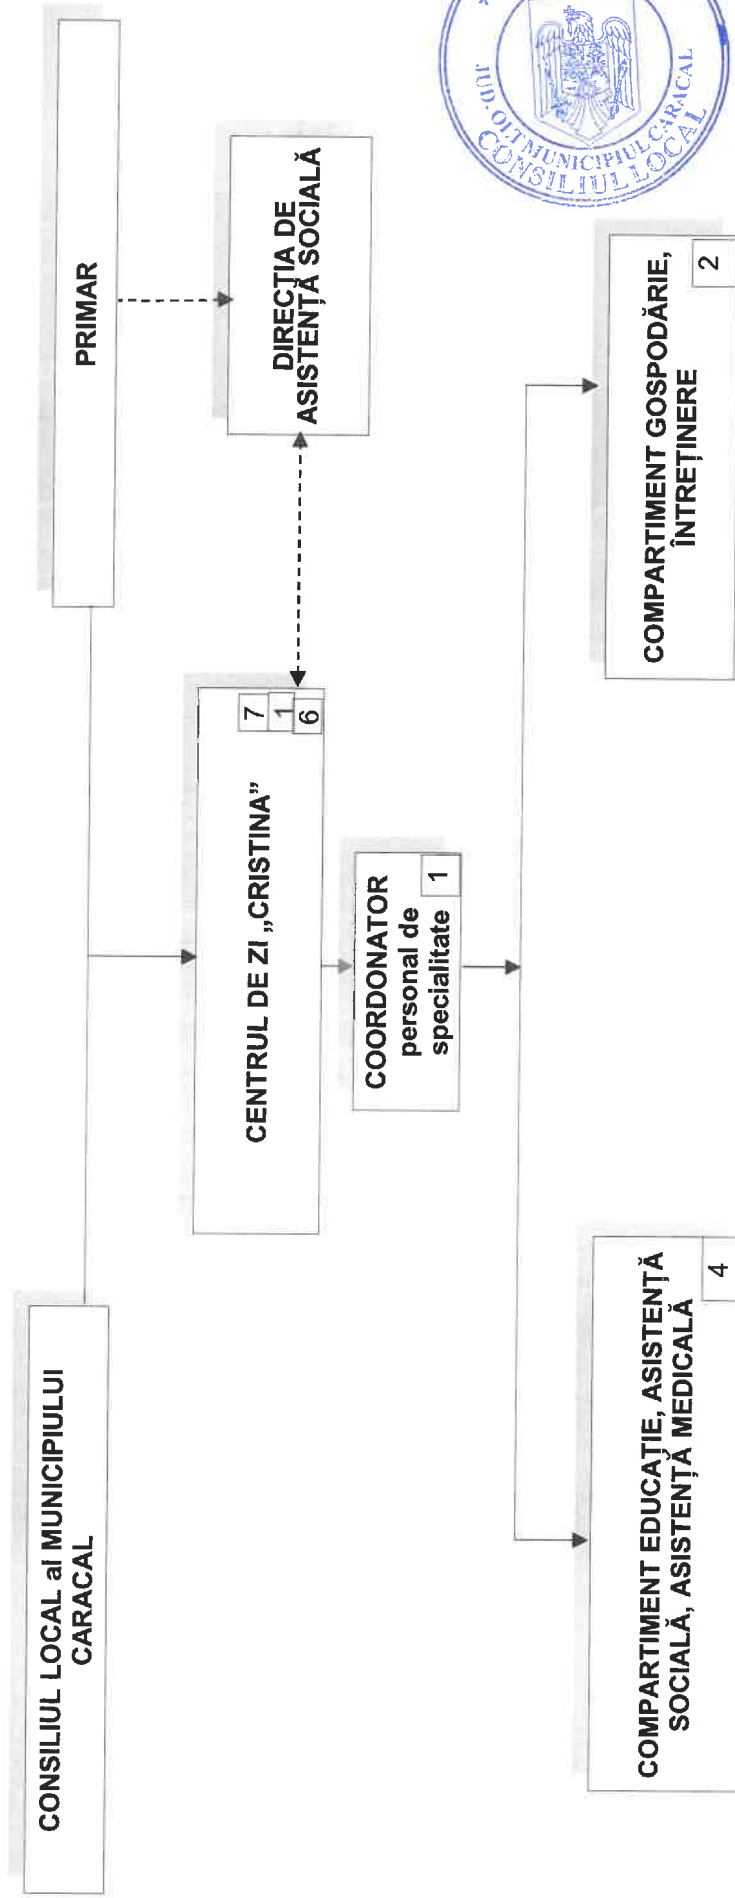 CONSILIUL LOCAL al MUNICIPIULUI
CARACAL
PRIMAR
DIRECȚIA DE
ASISTENȚĂ SOCIALĂ
CENTRUL DE ZI „CRISTINA”
7
1
6
COORDONATOR
personal de
specialitate
1
COMPARTIMENT EDUCAȚIE, ASISTENȚĂ
SOCIALĂ, ASISTENȚĂ MEDICALĂ
4
COMPARTIMENT GOSPODĂRIE,
ÎNTREȚINERE
2
JUD. OLT MUNICIPIUL CARACAL
CONSILIUL LOCAL